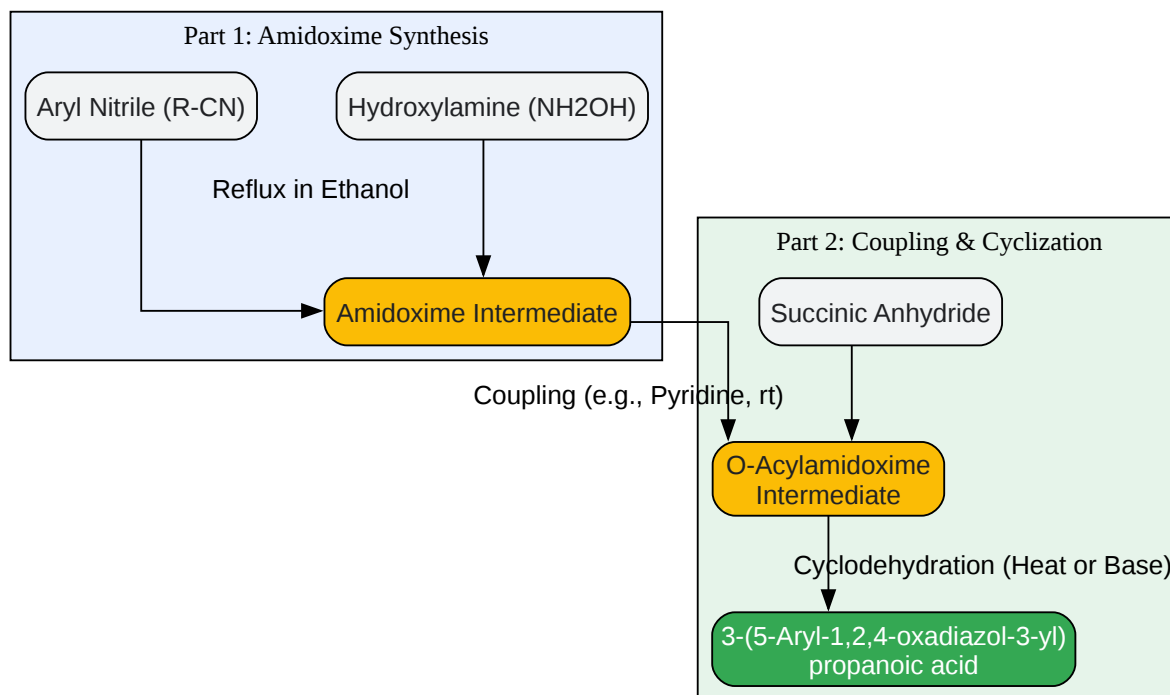 Part 1: Amidoxime Synthesis
Aryl Nitrile (R-CN)
Hydroxylamine (NH2OH)
Reflux in Ethanol
Amidoxime Intermediate
Part 2: Coupling & Cyclization
Succinic Anhydride
Coupling (e.g., Pyridine, rt)
O-Acylamidoxime
Intermediate
Cyclodehydration (Heat or Base)
3-(5-Aryl-1,2,4-oxadiazol-3-yl)
propanoic acid